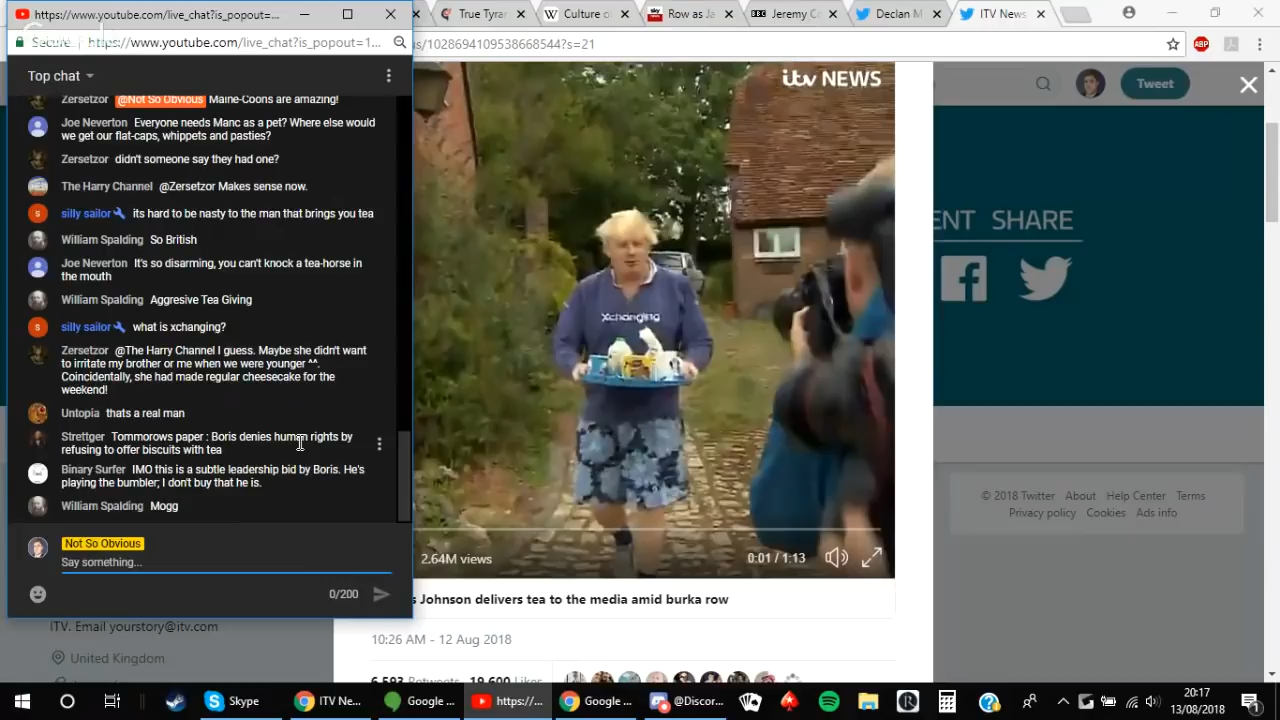 https://www.youtube.com/live_chat?is_popout=...
True Tyrar
Culture of
Row as Ja
Jeremy C
Declan M
ITV News
Secure
https://www.youtube.com/live_chat?is_popout=1...
us/1028694109538668544?s=21
ABP
Top chat
Tweet
itv NEWS
Zersetzor @Not So Obvious Maine-Coons are amazing!
Joe Neverton Everyone needs Manc as a pet? Where else would
we get our flat-caps, whippets and pasties?
Zersetzor didn't someone say they had one?
The Harry Channel @Zersetzor Makes sense now.
silly sailor its hard to be nasty to the man that brings you tea
William Spalding So British
Joe Neverton It's so disarming, you can't knock a tea-horse in
the mouth
William Spalding Aggresive Tea Giving
silly sailor what is xchanging?
Zersetzor @The Harry Channel I guess. Maybe she didn't want
to irritate my brother or me when we were younger ^^.
Coincidentally, she had made regular cheesecake for the
weekend!
Untopia thats a real man
Strettger Tommorows paper : Boris denies human rights by
refusing to offer biscuits with tea
Binary Surfer IMO this is a subtle leadership bid by Boris. He's
playing the bumbler; I don't buy that he is.
William Spalding Mogg
Not So Obvious
Say something...
0/200
Xchanging
ENT SHARE
2.64M views
0:01 / 1:13
s Johnson delivers tea to the media amid burka row
10:26 AM - 12 Aug 2018
6,593 Retweets 19,600 Likes
© 2018 Twitter About Help Center Terms
Privacy policy Cookies Ads info
ITV. Email yourstory@itv.com
United Kingdom
Skype
ITV Ne...
Google ...
https:/...
Google ...
@Discor...
20:17
13/08/2018